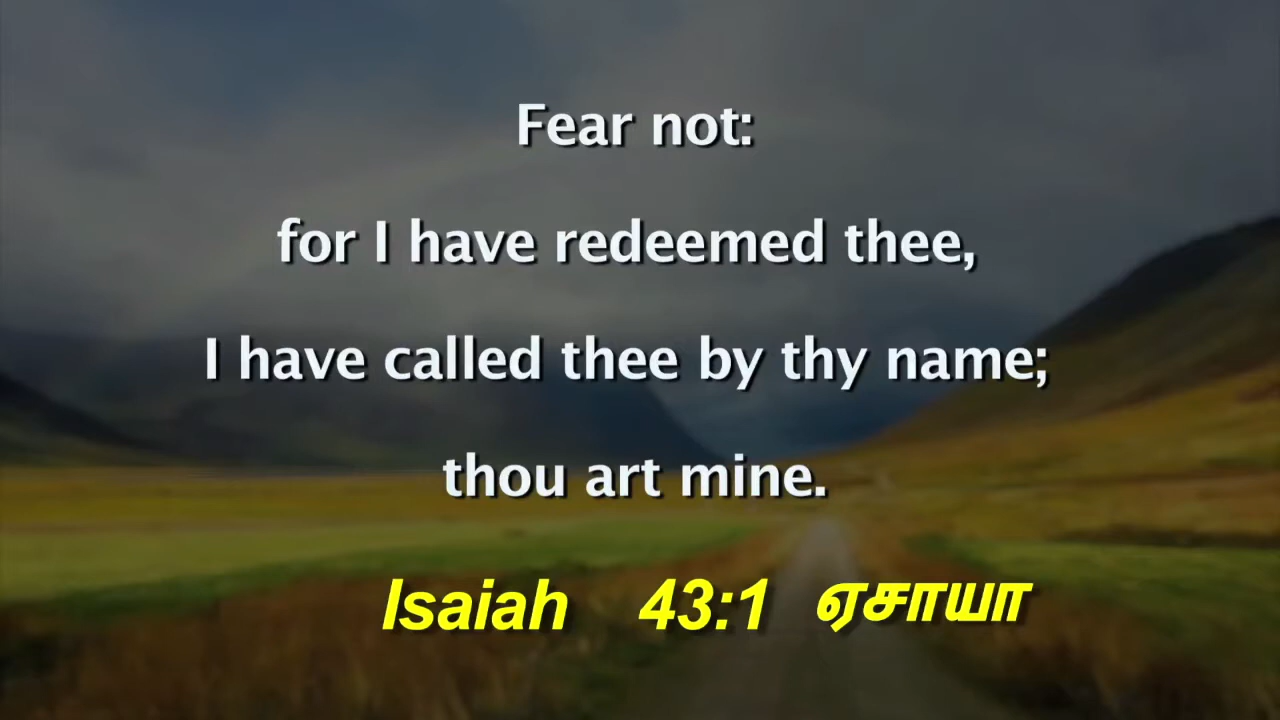 Fear not:
for I have redeemed thee,
I have called thee by thy name;
thou art mine.
Isaiah 43:1 ஏசாயா